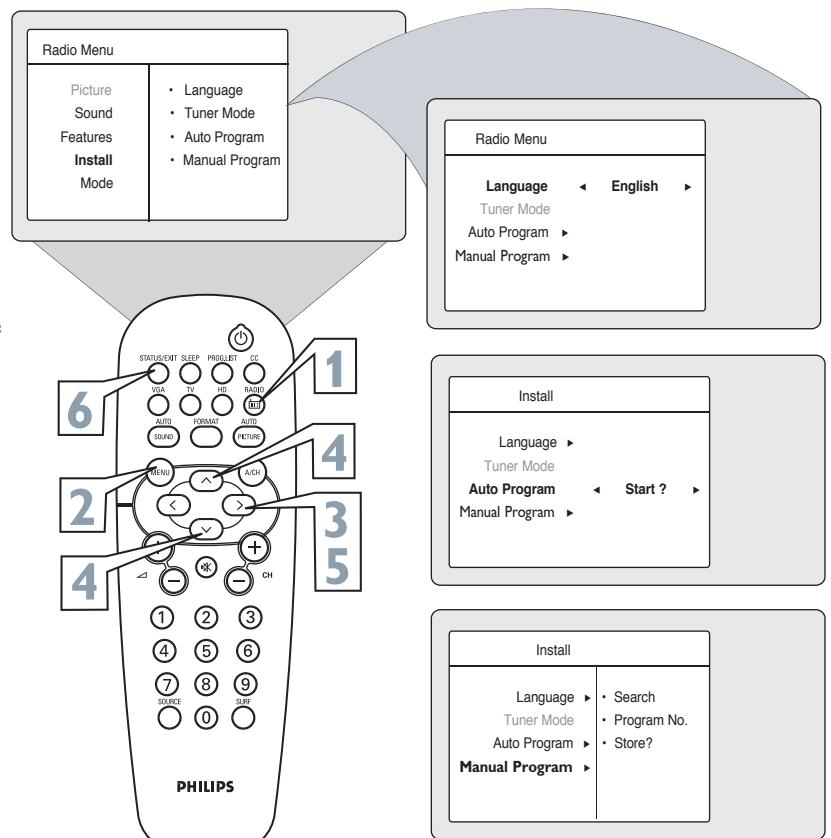 Radio Menu
Picture
Sound
Features
Install
Mode
• Language
• Tuner Mode
• Auto Program
• Manual Program
Radio Menu
Language ◄ English ►
Tuner Mode
Auto Program ►
Manual Program ►
Install
Language ►
Tuner Mode
Auto Program ◄ Start ? ►
Manual Program ►
Install
Language ►
Tuner Mode
Auto Program ►
Manual Program ►
• Search
• Program No.
• Store?
STATUS/EXIT SLEEP PROG.LIST CC
VGA TV HD RADIO
AUTO FORMAT AUTO
SOUND PICTURE
MENU A/CH
CH
1 2 3
4 5 6
7 8 9
SOURCE 0 SURF
PHILIPS
1
6
4
2
3
5
4